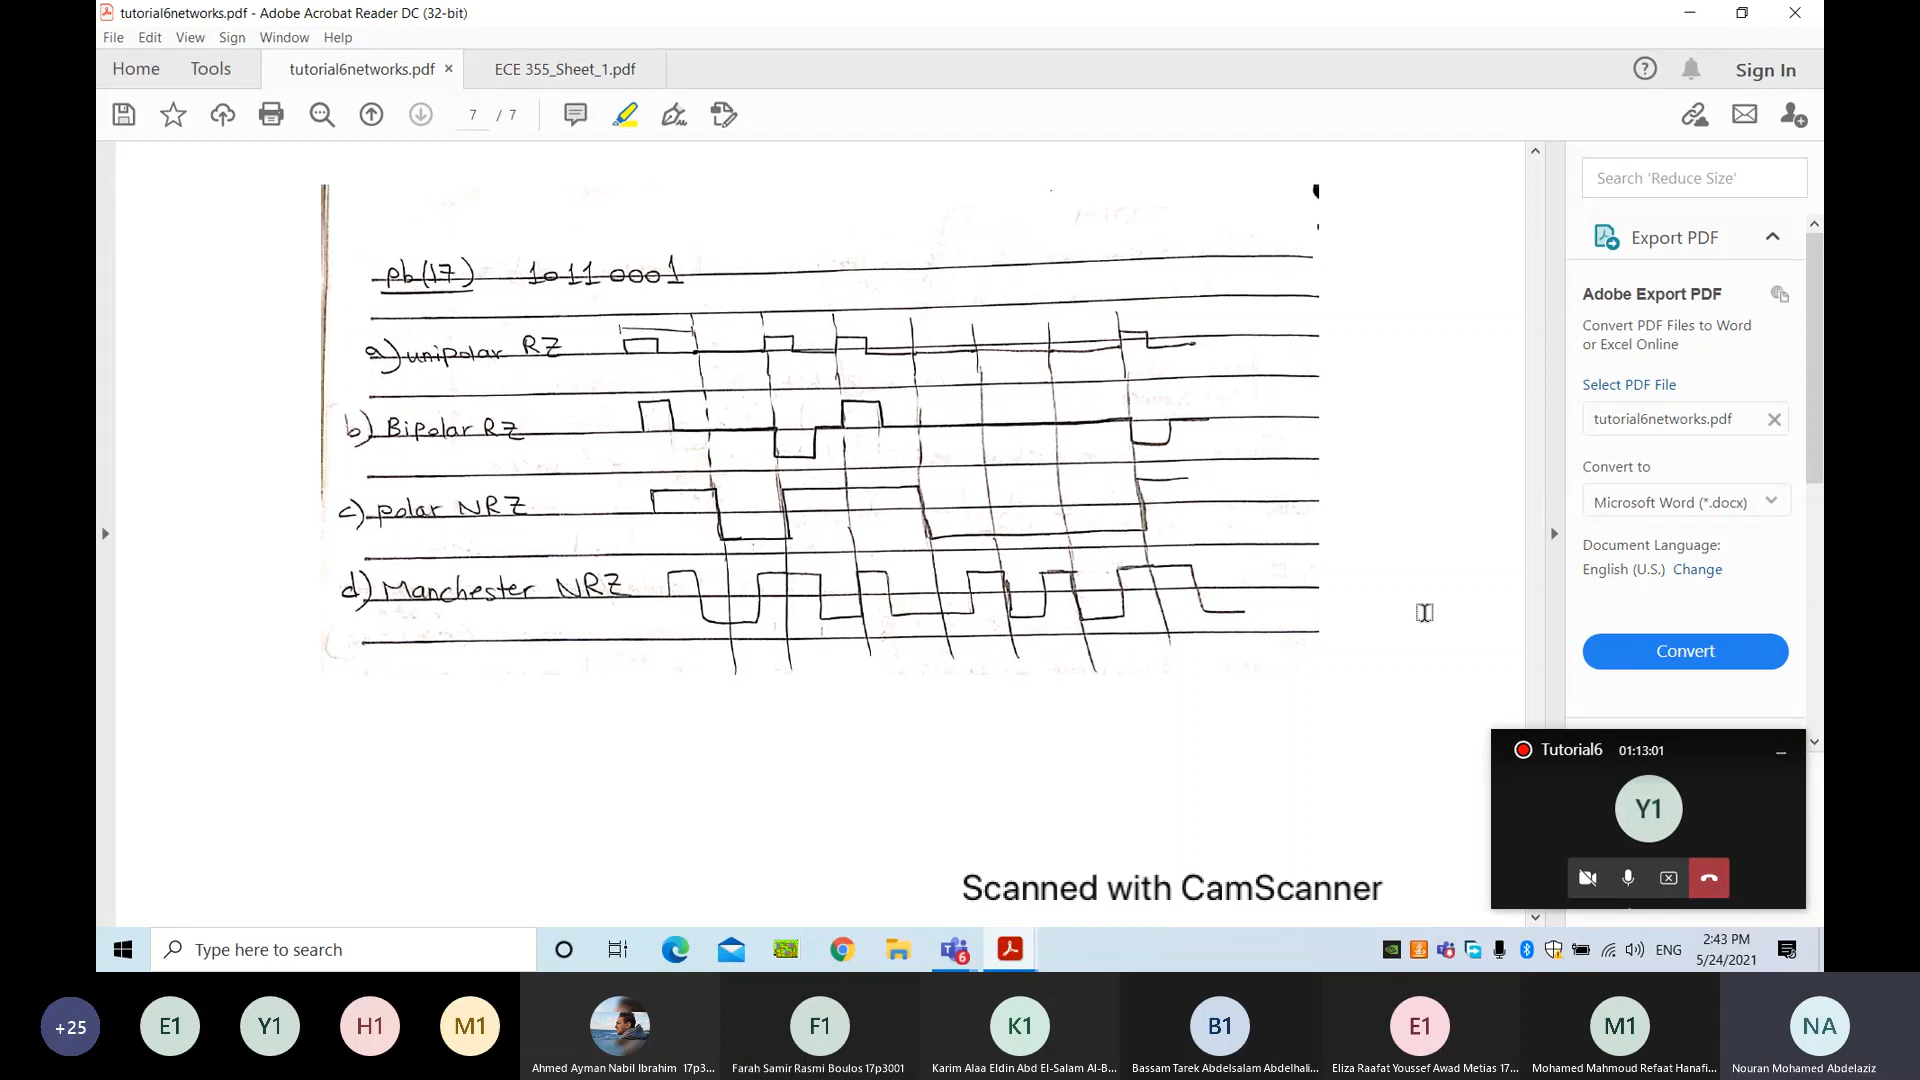 tutorial6networks.pdf - Adobe Acrobat Reader DC (32-bit)
File Edit View Sign Window Help
Home Tools tutorial6networks.pdf × ECE 355_Sheet_1.pdf Sign In
7 / 7
Search 'Reduce Size'
Export PDF
Adobe Export PDF
Convert PDF Files to Word
or Excel Online
Select PDF File
tutorial6networks.pdf
Convert to
Microsoft Word (*.docx)
Document Language:
English (U.S.) Change
Convert
pb(17) 1011 0001
a) unipolar RZ
b) Bipolar RZ
c) polar NRZ
d) Manchester NRZ
Scanned with CamScanner
Tutorial6 01:13:01
Y1
Type here to search
6
ENG
2:43 PM
5/24/2021
+25 E1 Y1 H1 M1 F1 K1 B1 E1 M1 NA
Ahmed Ayman Nabil Ibrahim 17p3...
Farah Samir Rasmi Boulos 17p3001
Karim Alaa Eldin Abd El-Salam Al-B...
Bassam Tarek Abdelsalam Abdelhali...
Eliza Raafat Youssef Awad Metias 17...
Mohamed Mahmoud Refaat Hanafi...
Nouran Mohamed Abdelaziz